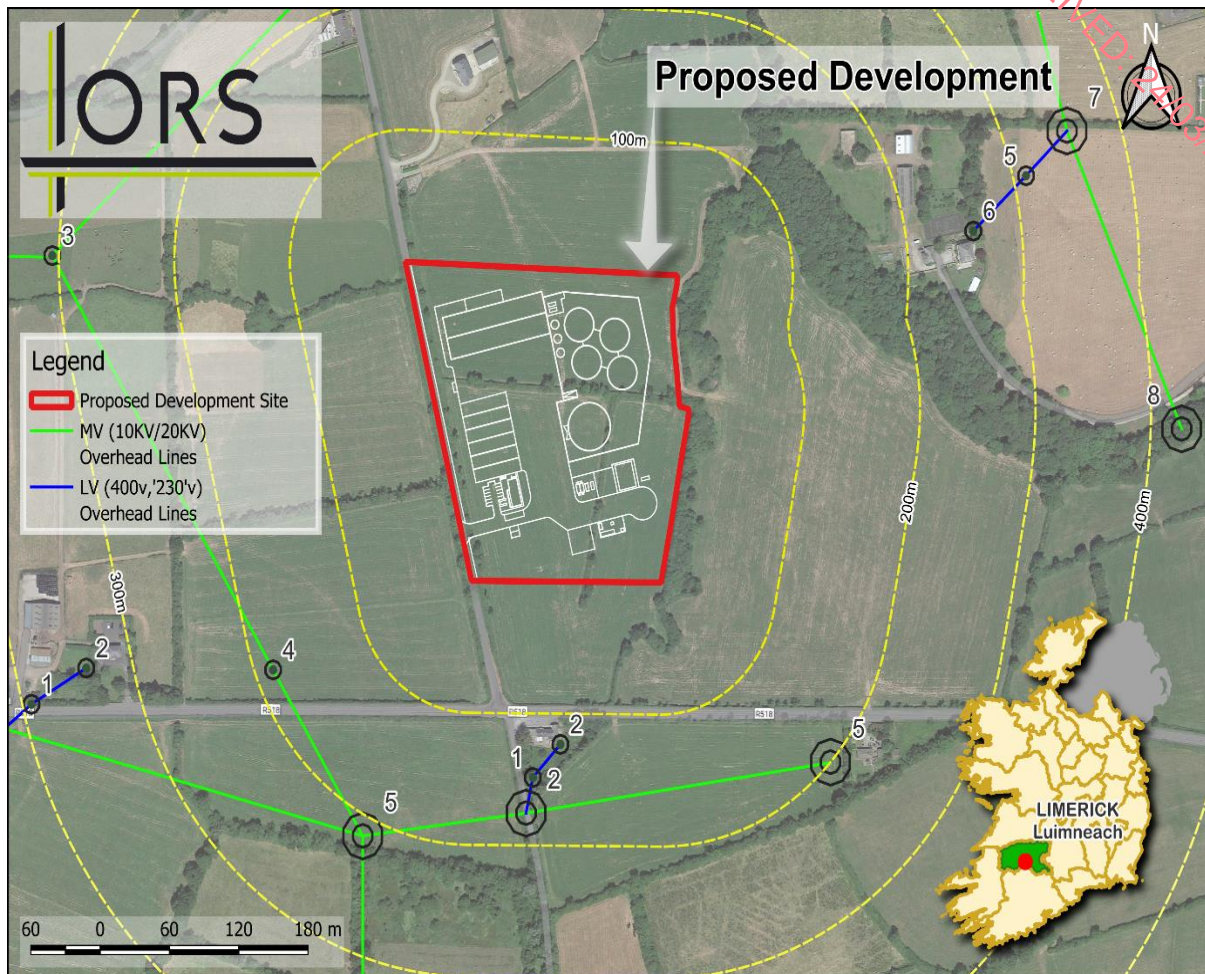 IORS
Proposed Development
N
7
100m
5
6
3
Legend
Proposed Development Site
MV (10KV/20KV)
Overhead Lines
LV (400v,'230'v)
Overhead Lines
8
200m
400m
300m
2
4
1
R518
R518
R518
2
5
1
2
5
LIMERICK
Luimneach
60 0 60 120 180 m